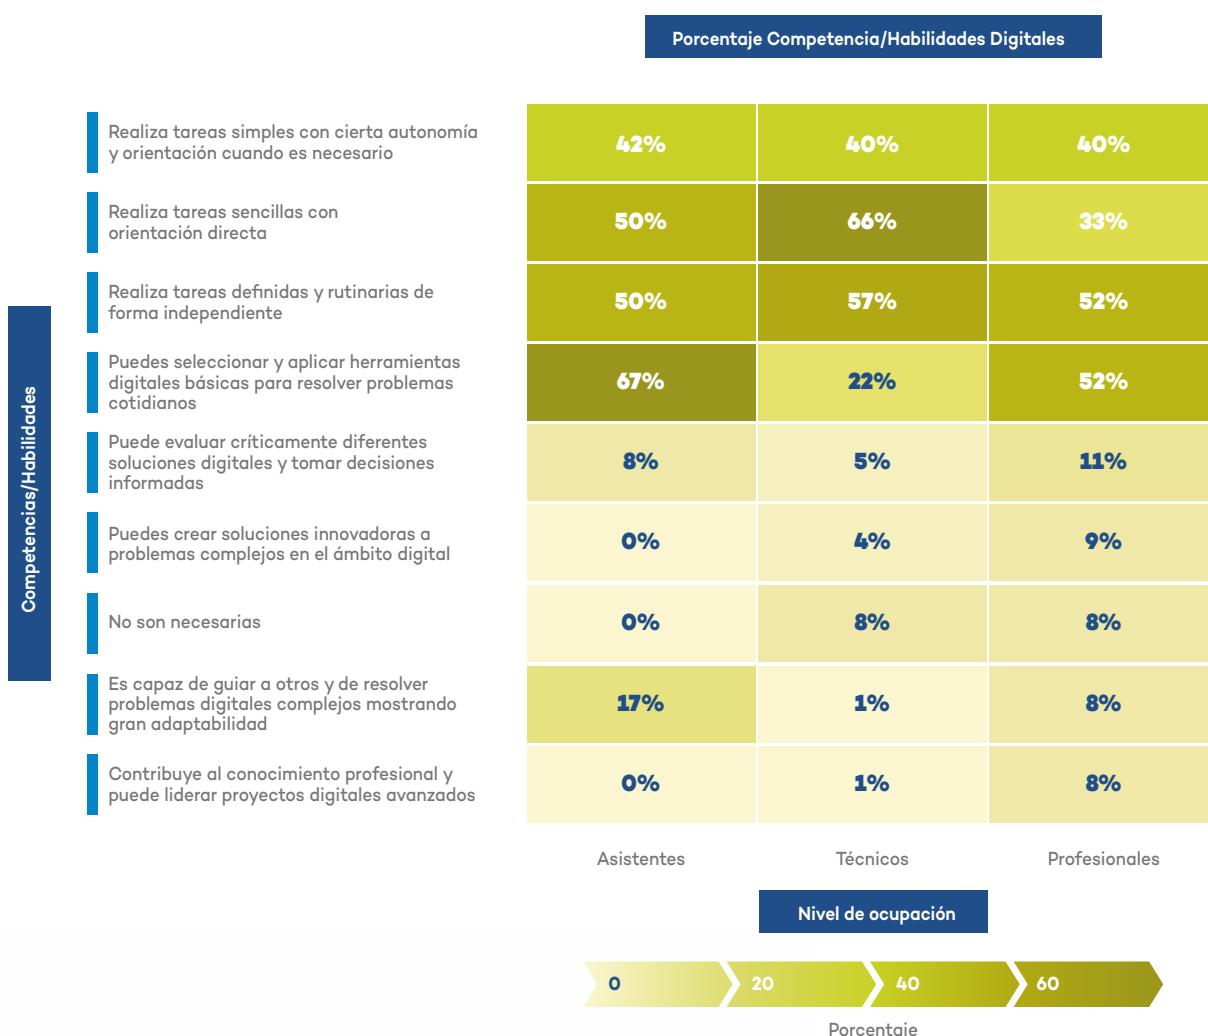 Porcentaje Competencia/Habilidades Digitales
Competencias/Habilidades
Realiza tareas simples con cierta autonomía
y orientación cuando es necesario
42% 40% 40%
Realiza tareas sencillas con
orientación directa
50% 66% 33%
Realiza tareas definidas y rutinarias de
forma independiente
50% 57% 52%
Puedes seleccionar y aplicar herramientas
digitales básicas para resolver problemas
cotidianos
67% 22% 52%
Puede evaluar críticamente diferentes
soluciones digitales y tomar decisiones
informadas
8% 5% 11%
Puedes crear soluciones innovadoras a
problemas complejos en el ámbito digital
0% 4% 9%
No son necesarias
0% 8% 8%
Es capaz de guiar a otros y de resolver
problemas digitales complejos mostrando
gran adaptabilidad
17% 1% 8%
Contribuye al conocimiento profesional y
puede liderar proyectos digitales avanzados
0% 1% 8%
Asistentes Técnicos Profesionales
Nivel de ocupación
0 20 40 60
Porcentaje